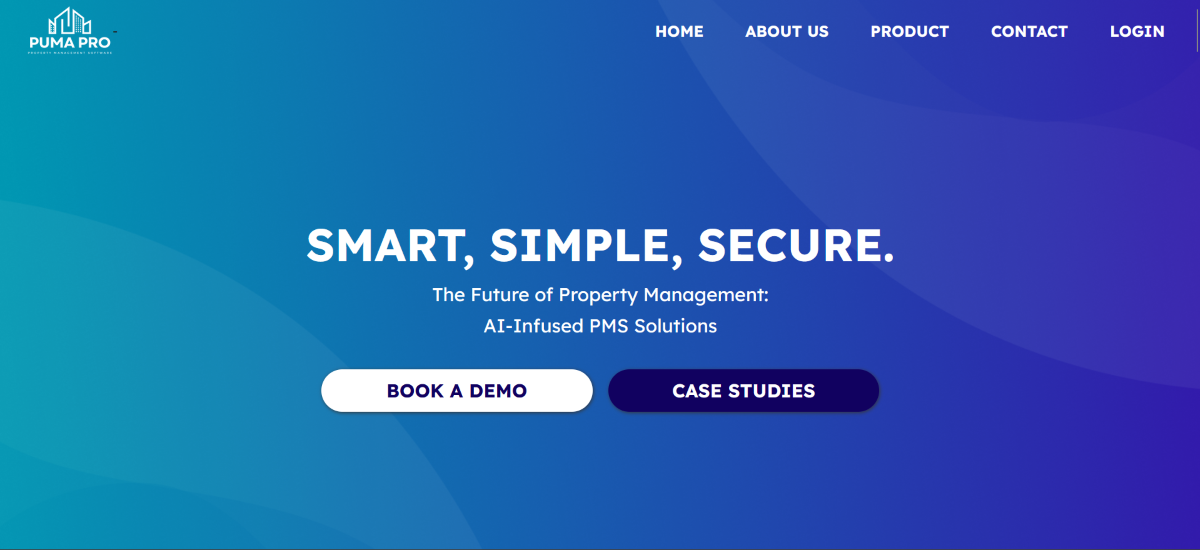 PUMA PRO
PROPERTY MANAGEMENT SOFTWARE
HOME
ABOUT US
PRODUCT
CONTACT
LOGIN
SMART, SIMPLE, SECURE.
The Future of Property Management:
AI-Infused PMS Solutions
BOOK A DEMO
CASE STUDIES